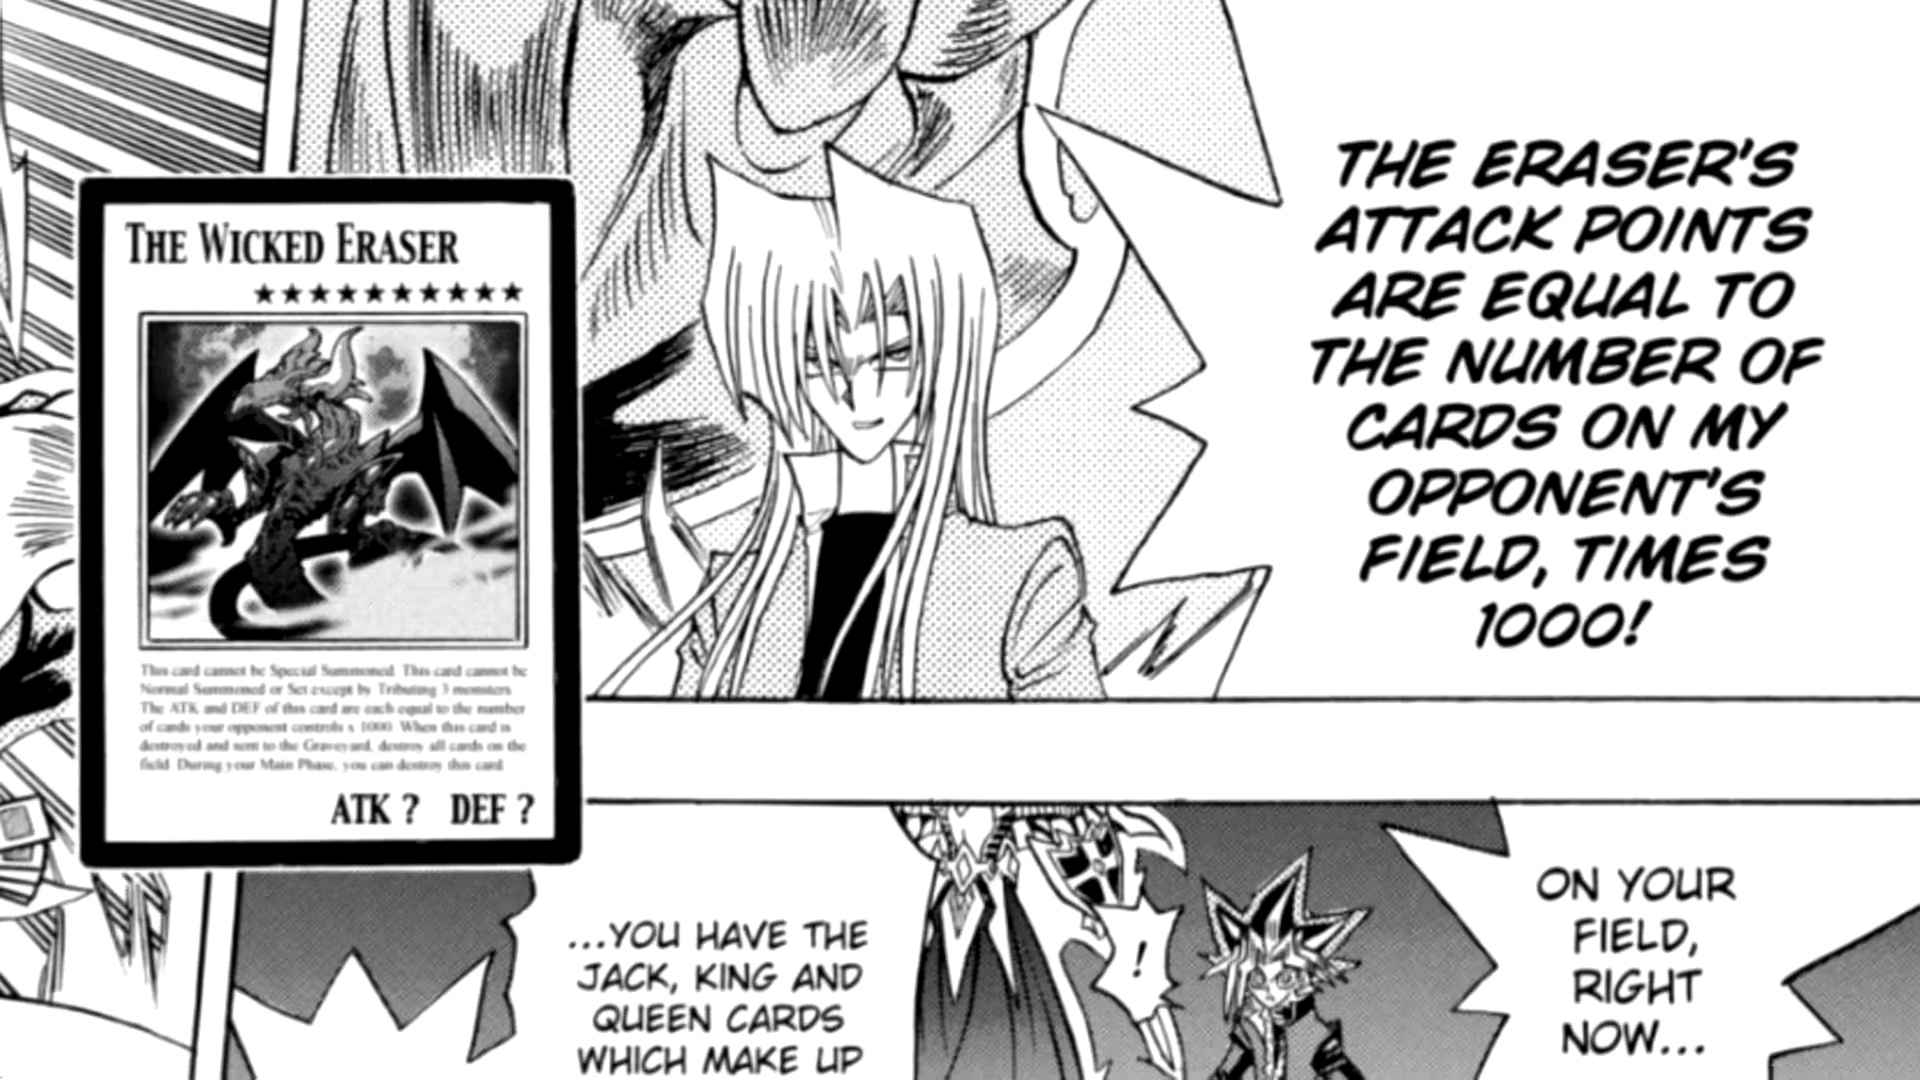 THE WICKED ERASER
★★★★★★★★★★
This card cannot be Special Summoned. This card cannot be
Normal Summoned or Set except by Tributing 3 monsters.
The ATK and DEF of this card are each equal to the number
of cards your opponent controls x 1000. When this card is
destroyed and sent to the Graveyard, destroy all cards on the
field. During your Main Phase, you can destroy this card.
ATK ? DEF ?
THE ERASER'S
ATTACK POINTS
ARE EQUAL TO
THE NUMBER OF
CARDS ON MY
OPPONENT'S
FIELD, TIMES
1000!
ON YOUR
FIELD,
RIGHT
NOW...
!
...YOU HAVE THE
JACK, KING AND
QUEEN CARDS
WHICH MAKE UP